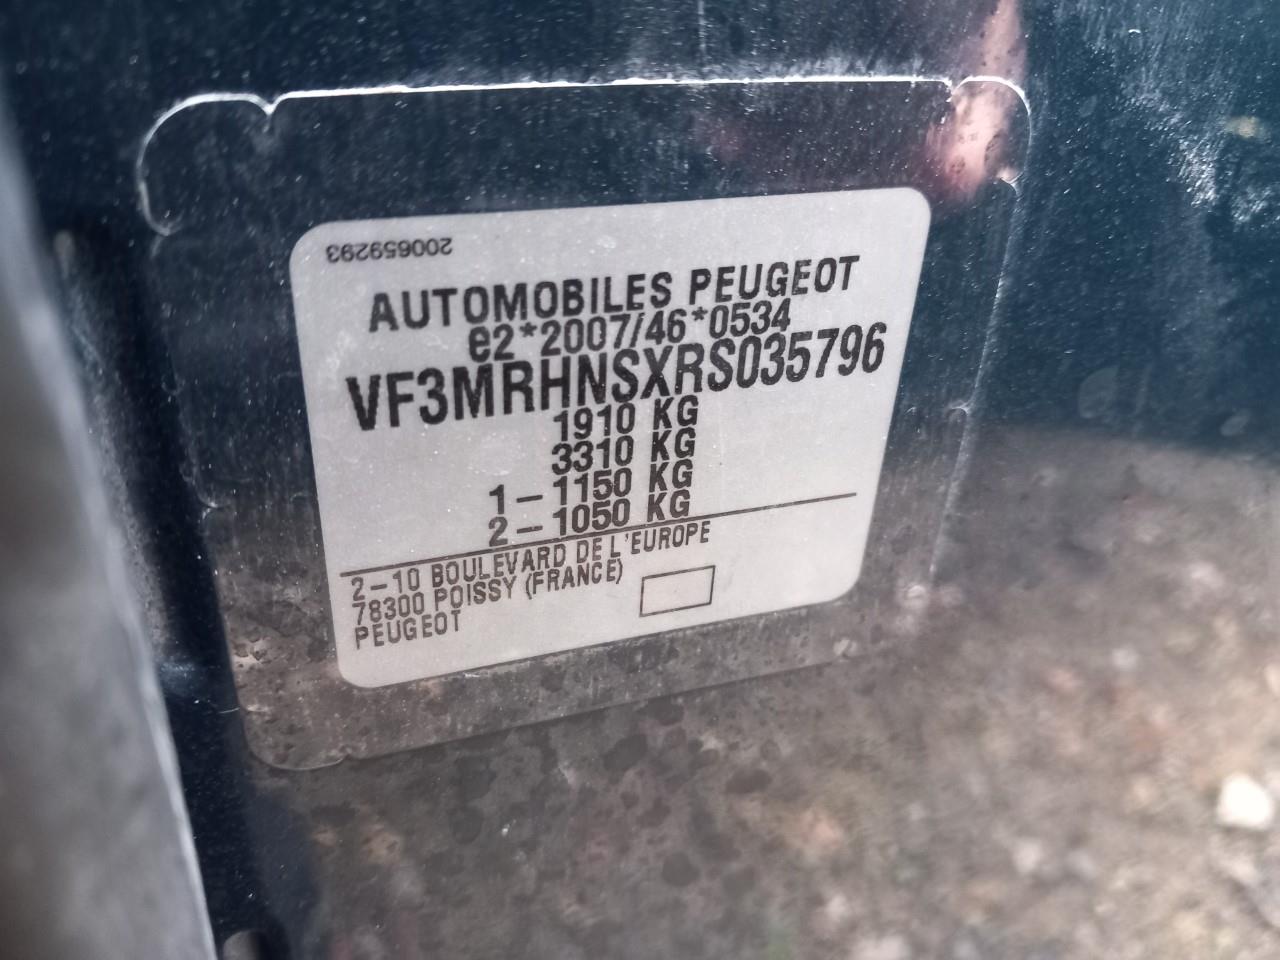 200659293
AUTOMOBILES PEUGEOT
e2*2007/46*0534
VF3MRHNSXRS035796
1910 KG
3310 KG
1-1150 KG
2-1050 KG
2-10 BOULEVARD DE L'EUROPE
78300 POISSY (FRANCE)
PEUGEOT